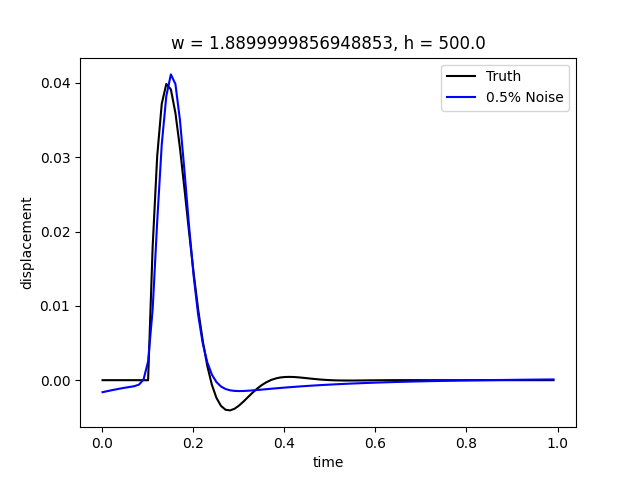 w = 1.8899999856948853, h = 500.0
Truth
0.5% Noise
displacement
0.04
0.03
0.02
0.01
0.00
0.0 0.2 0.4 0.6 0.8 1.0
time